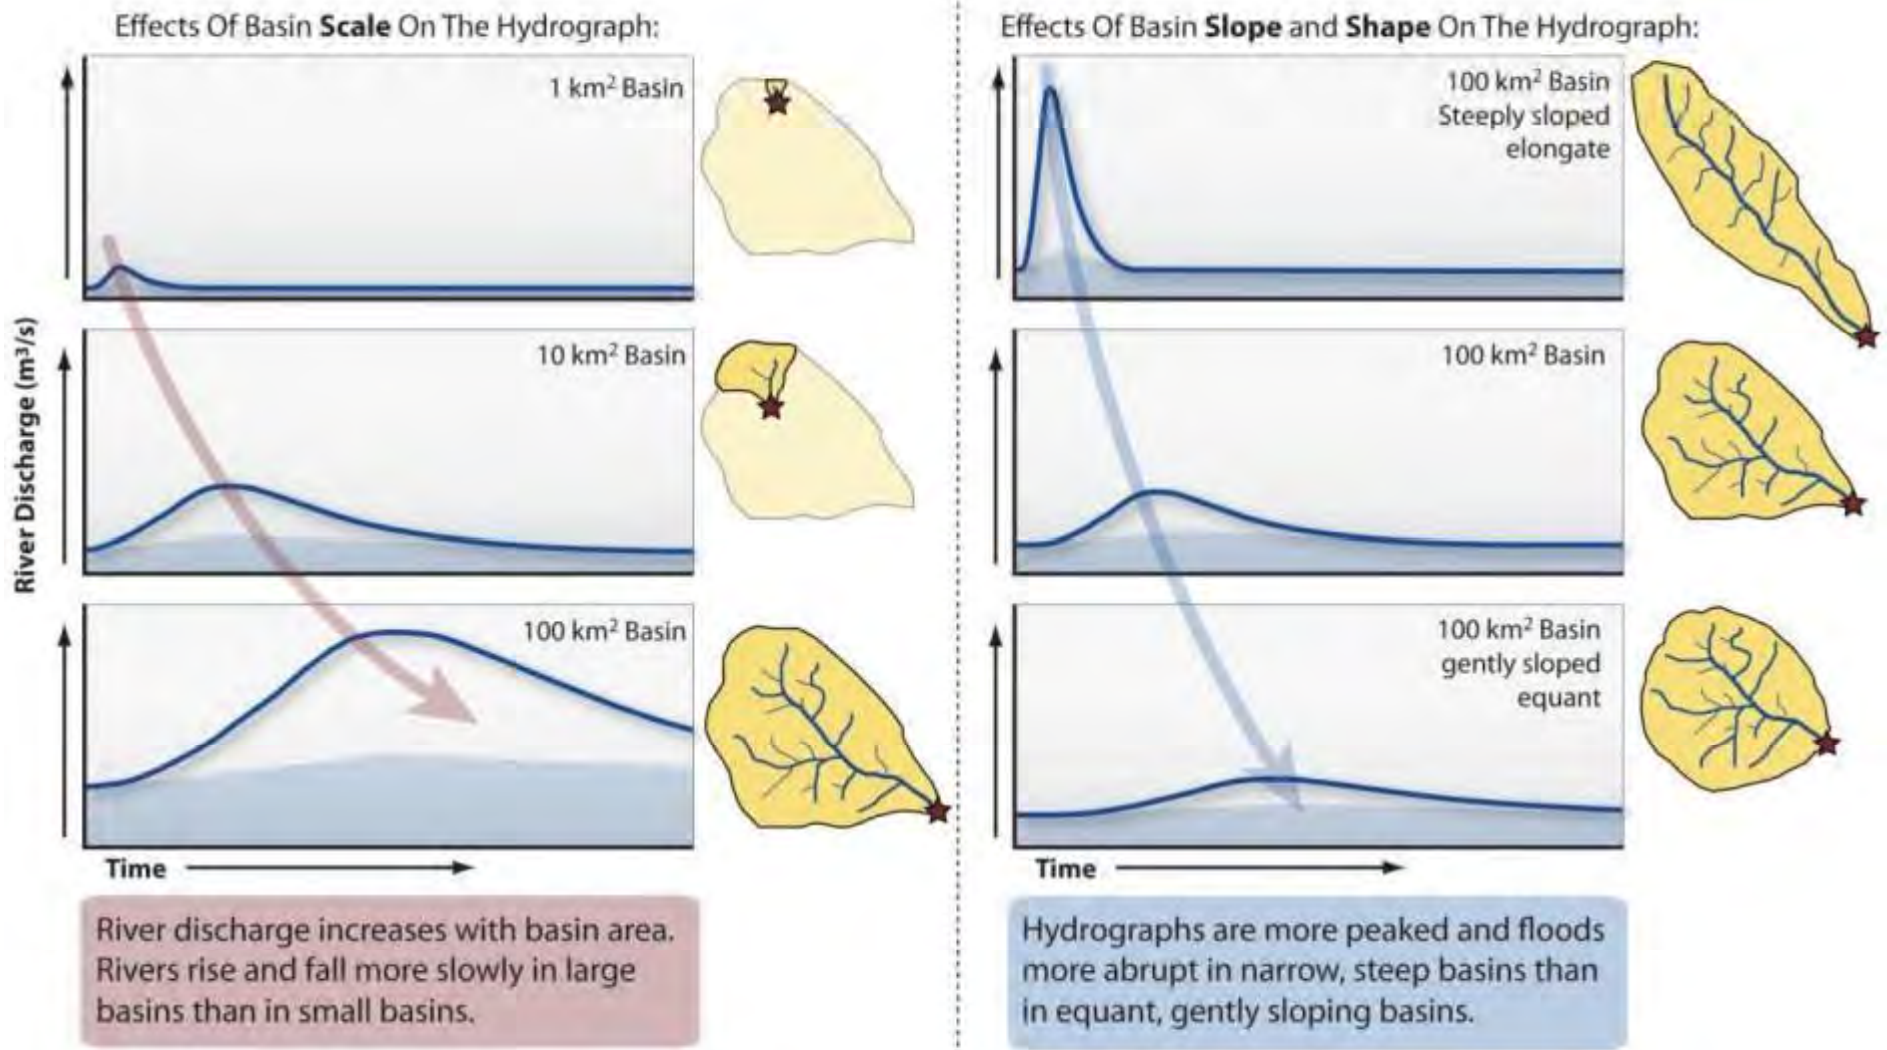 Effects Of Basin Scale On The Hydrograph:
1 km² Basin
10 km² Basin
100 km² Basin
River Discharge (m³/s)
Time
River discharge increases with basin area.
Rivers rise and fall more slowly in large
basins than in small basins.
Effects Of Basin Slope and Shape On The Hydrograph:
100 km² Basin
Steeply sloped
elongate
100 km² Basin
100 km² Basin
gently sloped
equant
Time
Hydrographs are more peaked and floods
more abrupt in narrow, steep basins than
in equant, gently sloping basins.